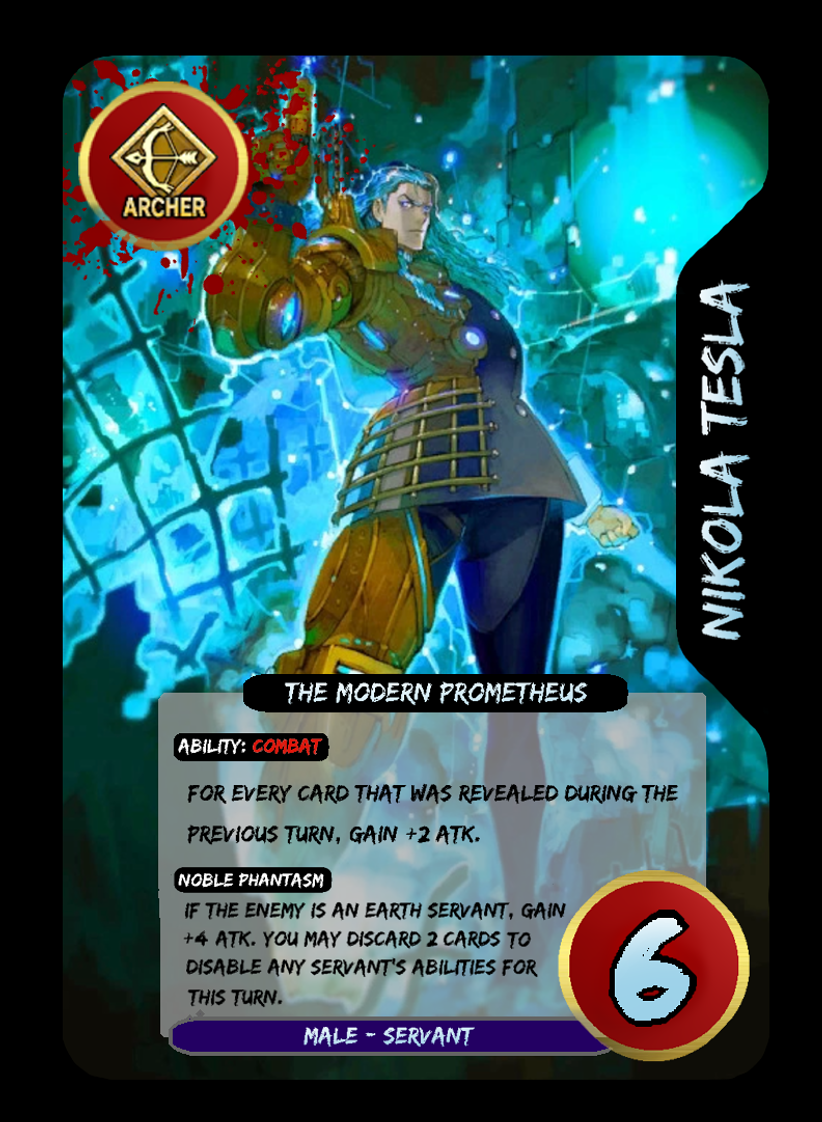 ARCHER
NIKOLA TESLA
THE MODERN PROMETHEUS
ABILITY: COMBAT
FOR EVERY CARD THAT WAS REVEALED DURING THE
PREVIOUS TURN, GAIN +2 ATK.
NOBLE PHANTASM
IF THE ENEMY IS AN EARTH SERVANT, GAIN
+4 ATK. YOU MAY DISCARD 2 CARDS TO
DISABLE ANY SERVANT'S ABILITIES FOR
THIS TURN.
6
MALE - SERVANT